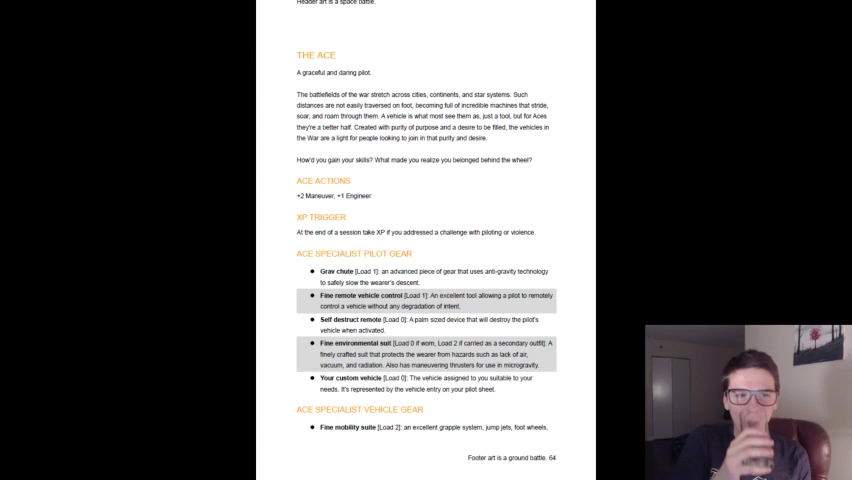 Header art is a space battle.
THE ACE
A graceful and daring pilot.
The battlefields of the war stretch across cities, continents, and star systems. Such
distances are not easily traversed on foot, becoming full of incredible machines that stride,
soar, and roam through them. A vehicle is what most see them as, just a tool, but for Aces
they're a better half. Created with purity of purpose and a desire to be filled, the vehicles in
the War are a light for people looking to join in that purity and desire.
How'd you gain your skills? What made you realize you belonged behind the wheel?
ACE ACTIONS
+2 Maneuver, +1 Engineer
XP TRIGGER
At the end of a session take XP if you addressed a challenge with piloting or violence.
ACE SPECIALIST PILOT GEAR
● Grav chute [Load 1]: an advanced piece of gear that uses anti-gravity technology
to safely slow the wearer's descent.
● Fine remote vehicle control [Load 1]: An excellent tool allowing a pilot to remotely
control a vehicle without any degradation of intent.
● Self destruct remote [Load 0]: A palm sized device that will destroy the pilot's
vehicle when activated.
● Fine environmental suit [Load 0 if worn, Load 2 if carried as a secondary outfit]: A
finely crafted suit that protects the wearer from hazards such as lack of air,
vacuum, and radiation. Also has maneuvering thrusters for use in microgravity.
● Your custom vehicle [Load 0]: The vehicle assigned to you suitable to your
needs. It's represented by the vehicle entry on your pilot sheet.
ACE SPECIALIST VEHICLE GEAR
● Fine mobility suite [Load 2]: an excellent grapple system, jump jets, foot wheels,
Footer art is a ground battle. 64